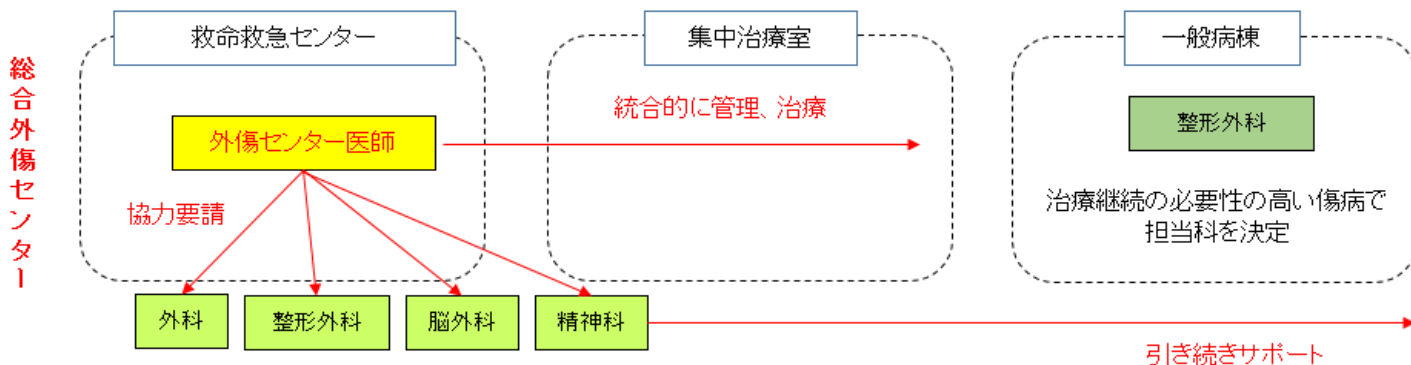 総合外傷センター
救命救急センター
集中治療室
一般病棟
外傷センター医師
統合的に管理、治療
整形外科
協力要請
治療継続の必要性の高い傷病で
担当科を決定
外科
整形外科
脳外科
精神科
引き続きサポート